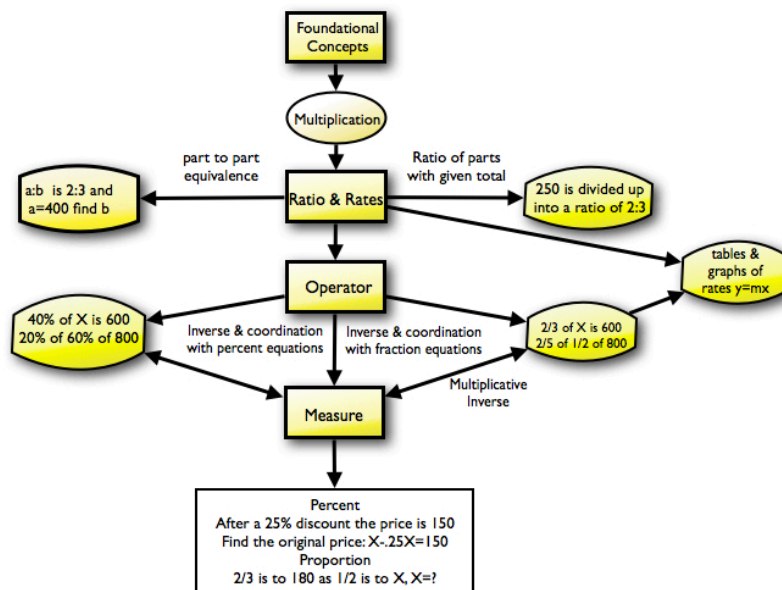 Foundational
Concepts
Multiplication
part to part
equivalence
Ratio of parts
with given total
a:b is 2:3 and
a=400 find b
Ratio & Rates
250 is divided up
into a ratio of 2:3
tables &
graphs of
rates y=mx
Operator
40% of X is 600
20% of 60% of 800
Inverse & coordination
with percent equations
Inverse & coordination
with fraction equations
2/3 of X is 600
2/5 of 1/2 of 800
Multiplicative
Inverse
Measure
Percent
After a 25% discount the price is 150
Find the original price: X-.25X=150
Proportion
2/3 is to 180 as 1/2 is to X, X=?